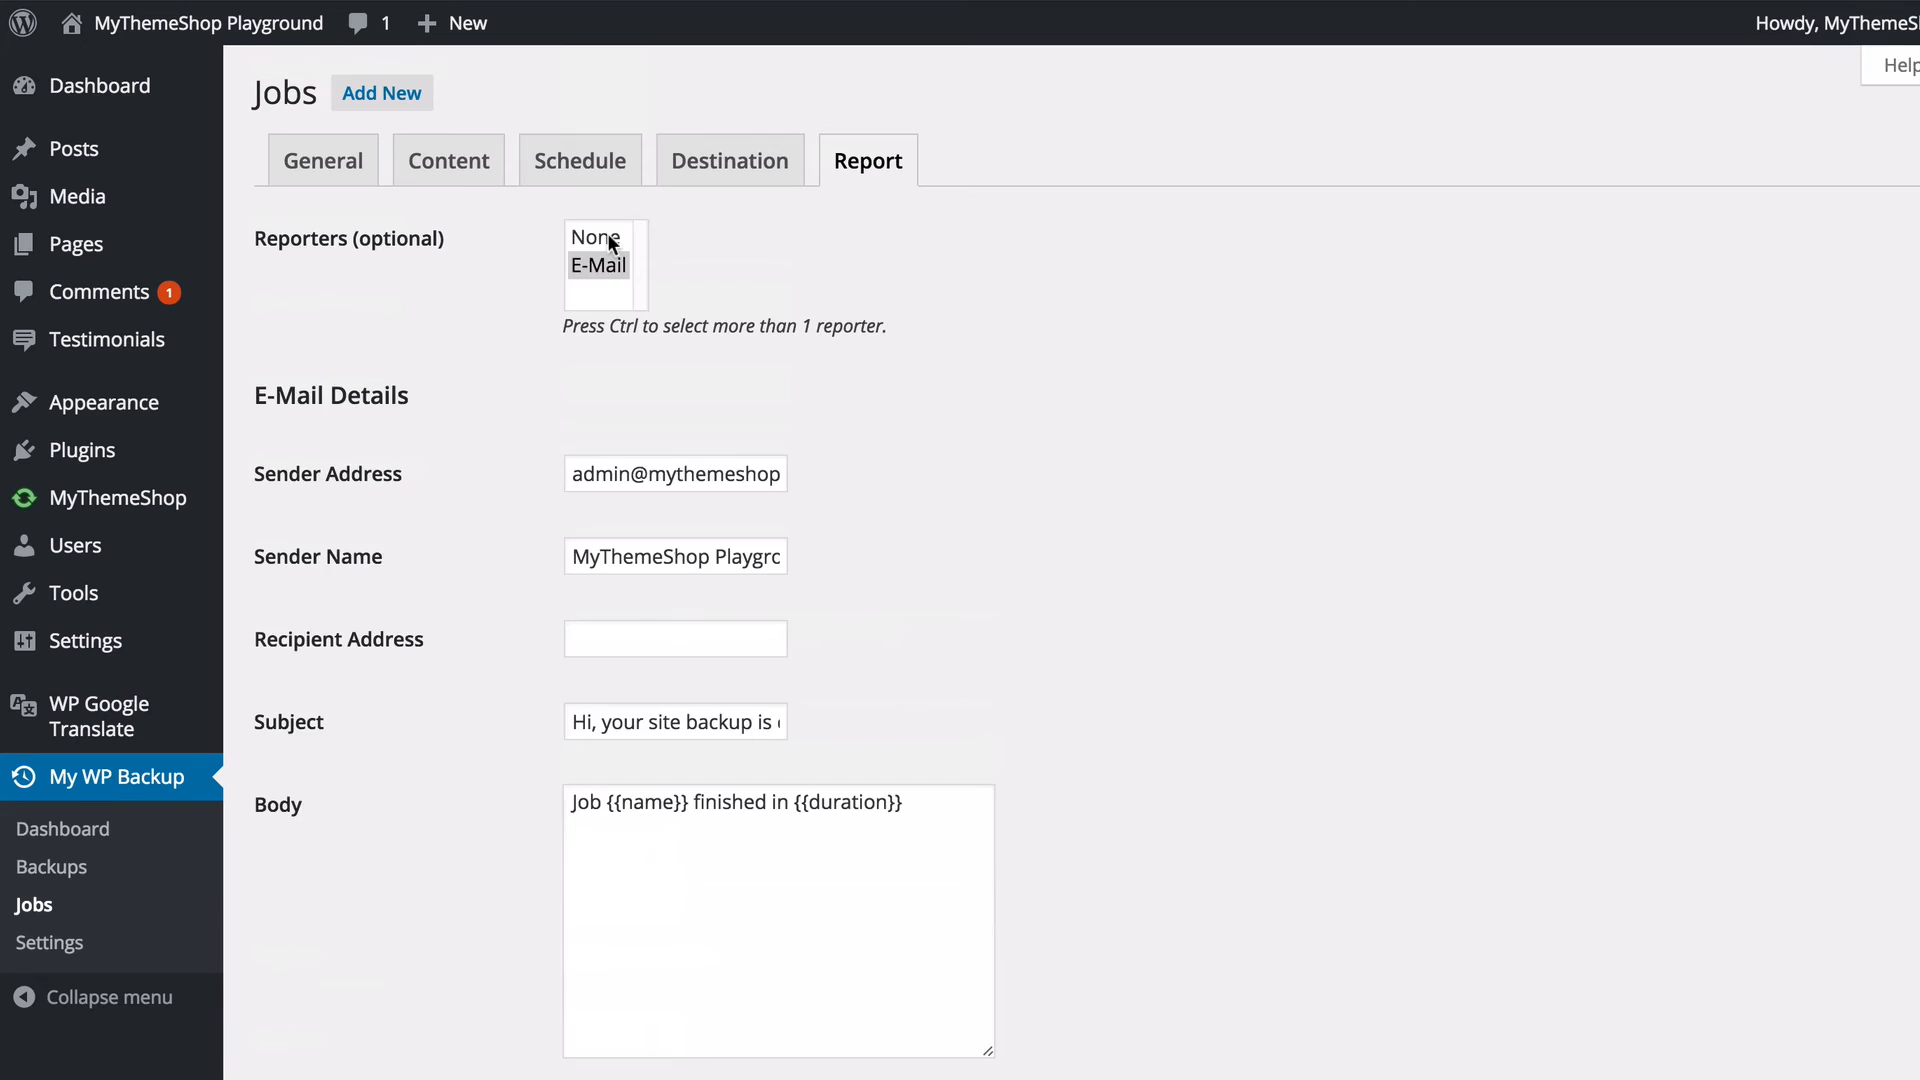 MyThemeShop Playground 1 New
Howdy, MyThemeS
Help
Dashboard
Posts
Media
Pages
Comments 1
Testimonials
Appearance
Plugins
MyThemeShop
Users
Tools
Settings
WP Google
Translate
My WP Backup
Dashboard
Backups
Jobs
Settings
Collapse menu
Jobs Add New
General Content Schedule Destination Report
Reporters (optional)
None
E-Mail
Press Ctrl to select more than 1 reporter.
E-Mail Details
Sender Address admin@mythemeshop
Sender Name MyThemeShop Playgro
Recipient Address
Subject Hi, your site backup is
Body Job {{name}} finished in {{duration}}